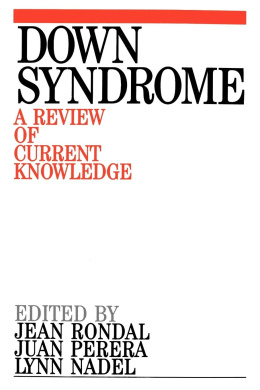 DOWN
SYNDROME
A REVIEW
OF
CURRENT
KNOWLEDGE
EDITED BY
JEAN RONDAL
JUAN PERERA
LYNN NADEL